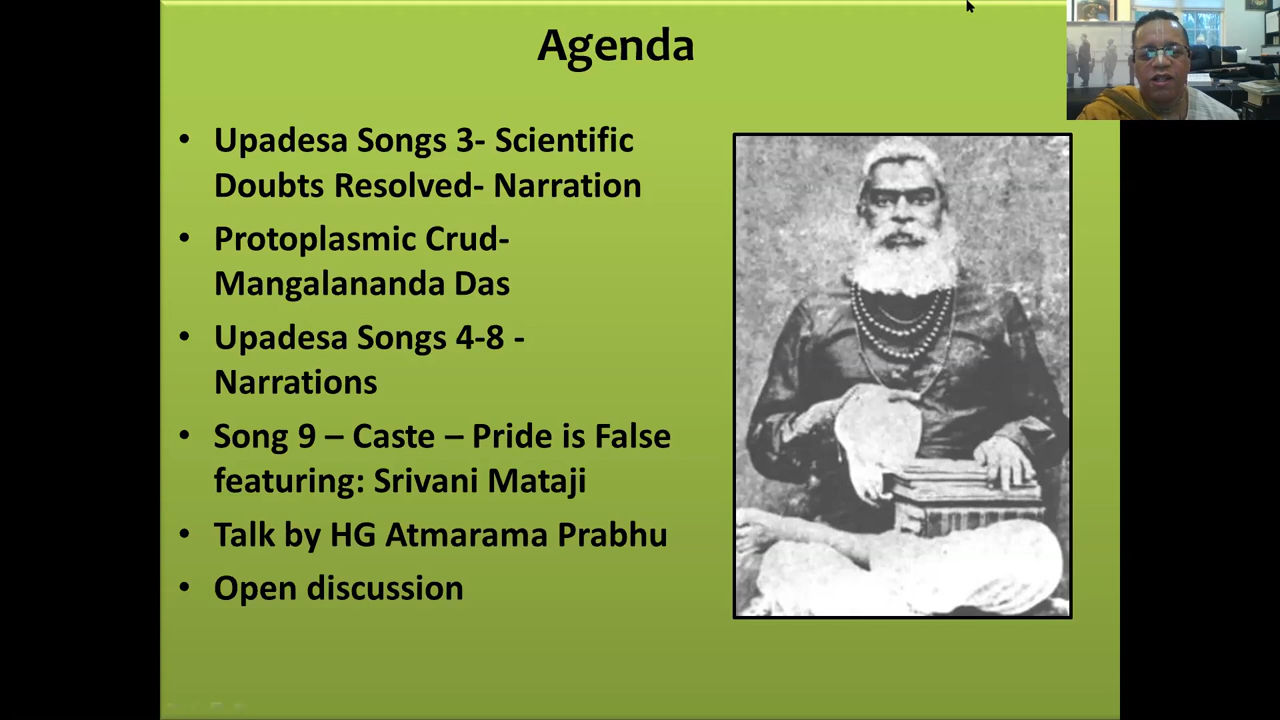 Agenda
• Upadesa Songs 3- Scientific
Doubts Resolved- Narration
• Protoplasmic Crud-
Mangalananda Das
• Upadesa Songs 4-8 -
Narrations
• Song 9 – Caste – Pride is False
featuring: Srivani Mataji
• Talk by HG Atmarama Prabhu
• Open discussion